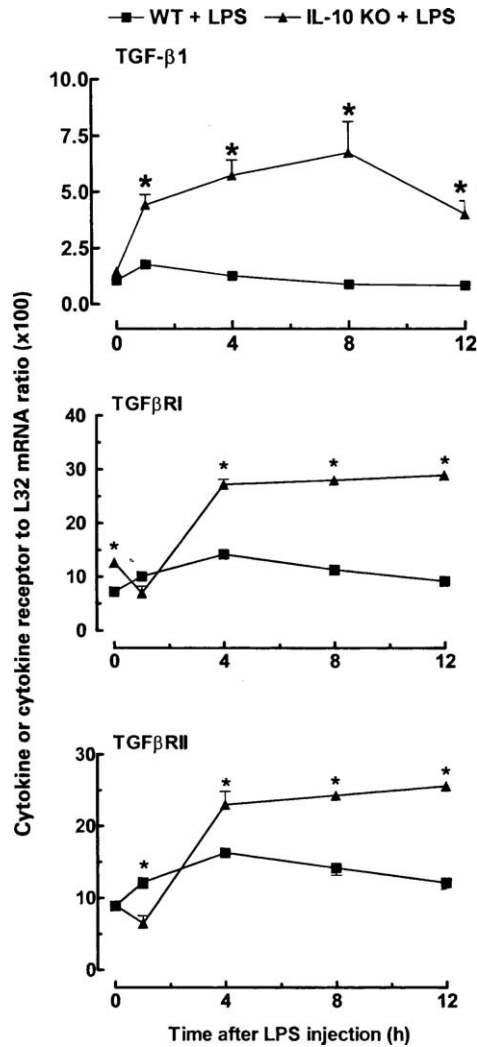 WT + LPS IL-10 KO + LPS
TGF-β1
10.0
*
*
*
*
7.5
5.0
2.5
0.0
0 4 8 12
TGFβRI
40
* * *
30
20
*
10
0
0 4 8 12
TGFβRII
30
* * *
20
*
10
0
0 4 8 12
Time after LPS injection (h)
Cytokine or cytokine receptor to L32 mRNA ratio (x100)